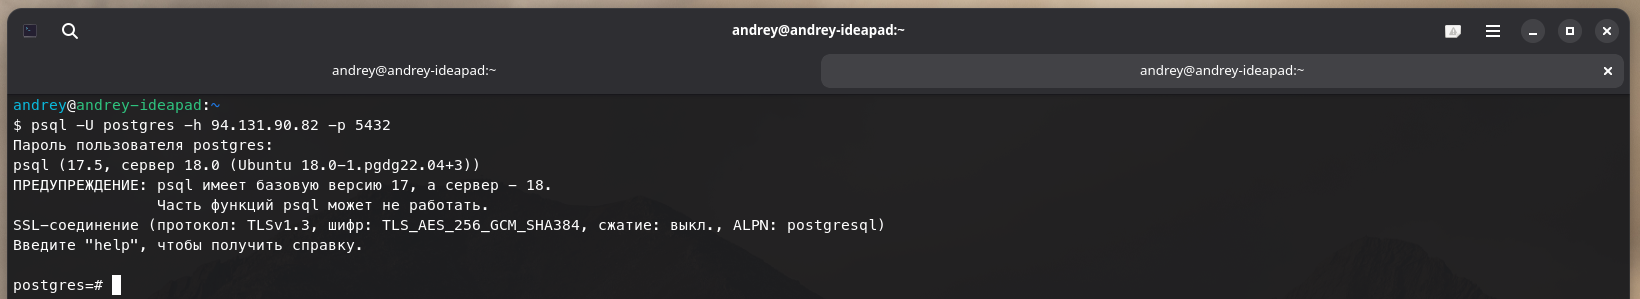 andrey@andrey-ideapad:~
andrey@andrey-ideapad:~
andrey@andrey-ideapad:~
andrey@andrey-ideapad:~
$ psql -U postgres -h 94.131.90.82 -p 5432
Пароль пользователя postgres:
psql (17.5, сервер 18.0 (Ubuntu 18.0-1.pgdg22.04+3))
ПРЕДУПРЕЖДЕНИЕ: psql имеет базовую версию 17, а сервер - 18.
Часть функций psql может не работать.
SSL-соединение (протокол: TLSv1.3, шифр: TLS_AES_256_GCM_SHA384, сжатие: выкл., ALPN: postgresql)
Введите "help", чтобы получить справку.
postgres=#